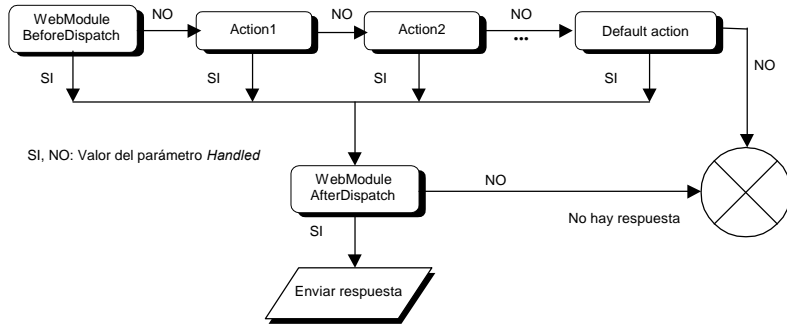 WebModule
BeforeDispatch
NO
Action1
NO
Action2
NO
...
Default action
NO
SI
SI
SI
SI
SI, NO: Valor del parámetro Handled
WebModule
AfterDispatch
NO
No hay respuesta
SI
Enviar respuesta